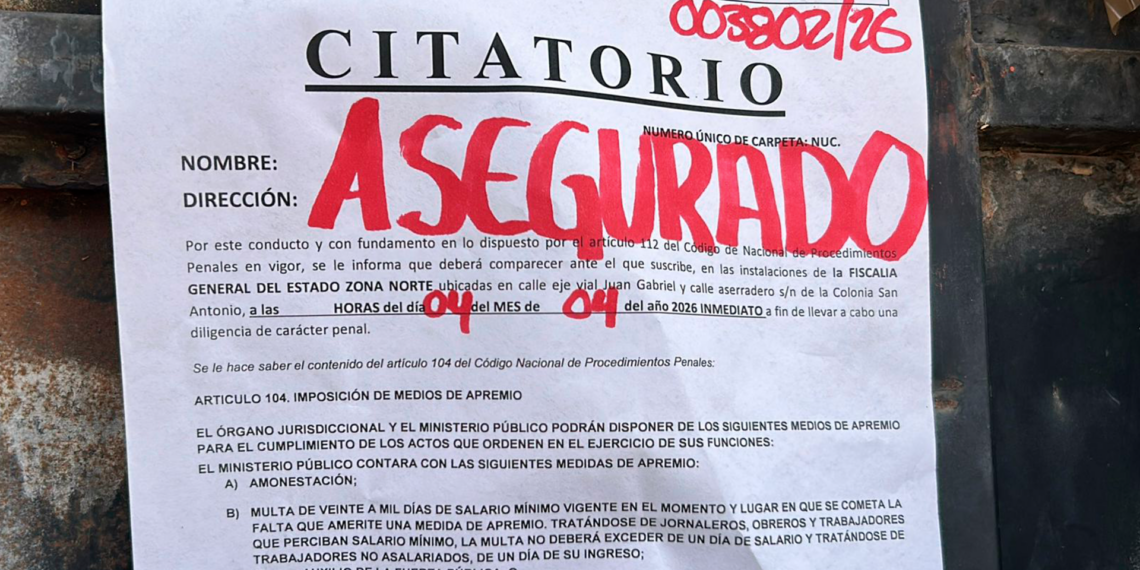 003802/26
CITATORIO
ASEGURADO
NUMERO ÚNICO DE CARPETA: NUC.
NOMBRE:
DIRECCIÓN:
Por este conducto y con fundamento en lo dispuesto por el artículo 112 del Código de Nacional de Procedimientos
Penales en vigor, se le informa que deberá comparecer ante el que suscribe, en las instalaciones de la FISCALIA
GENERAL DEL ESTADO ZONA NORTE ubicadas en calle eje vial Juan Gabriel y calle aserradero s/n de la Colonia San
Antonio, a las HORAS del día 04 del MES de 04 del año 2026 INMEDIATO a fin de llevar a cabo una
diligencia de carácter penal.
Se le hace saber el contenido del artículo 104 del Código Nacional de Procedimientos Penales:
ARTICULO 104. IMPOSICIÓN DE MEDIOS DE APREMIO
EL ÓRGANO JURISDICCIONAL Y EL MINISTERIO PÚBLICO PODRÁN DISPONER DE LOS SIGUIENTES MEDIOS DE APREMIO
PARA EL CUMPLIMIENTO DE LOS ACTOS QUE ORDENEN EN EL EJERCICIO DE SUS FUNCIONES:
EL MINISTERIO PÚBLICO CONTARA CON LAS SIGUIENTES MEDIDAS DE APREMIO:
A) AMONESTACIÓN;
B) MULTA DE VEINTE A MIL DÍAS DE SALARIO MÍNIMO VIGENTE EN EL MOMENTO Y LUGAR EN QUE SE COMETA LA
FALTA QUE AMERITE UNA MEDIDA DE APREMIO. TRATÁNDOSE DE JORNALEROS, OBREROS Y TRABAJADORES
QUE PERCIBAN SALARIO MÍNIMO, LA MULTA NO DEBERÁ EXCEDER DE UN DÍA DE SALARIO Y TRATÁNDOSE DE
TRABAJADORES NO ASALARIADOS, DE UN DÍA DE SU INGRESO;